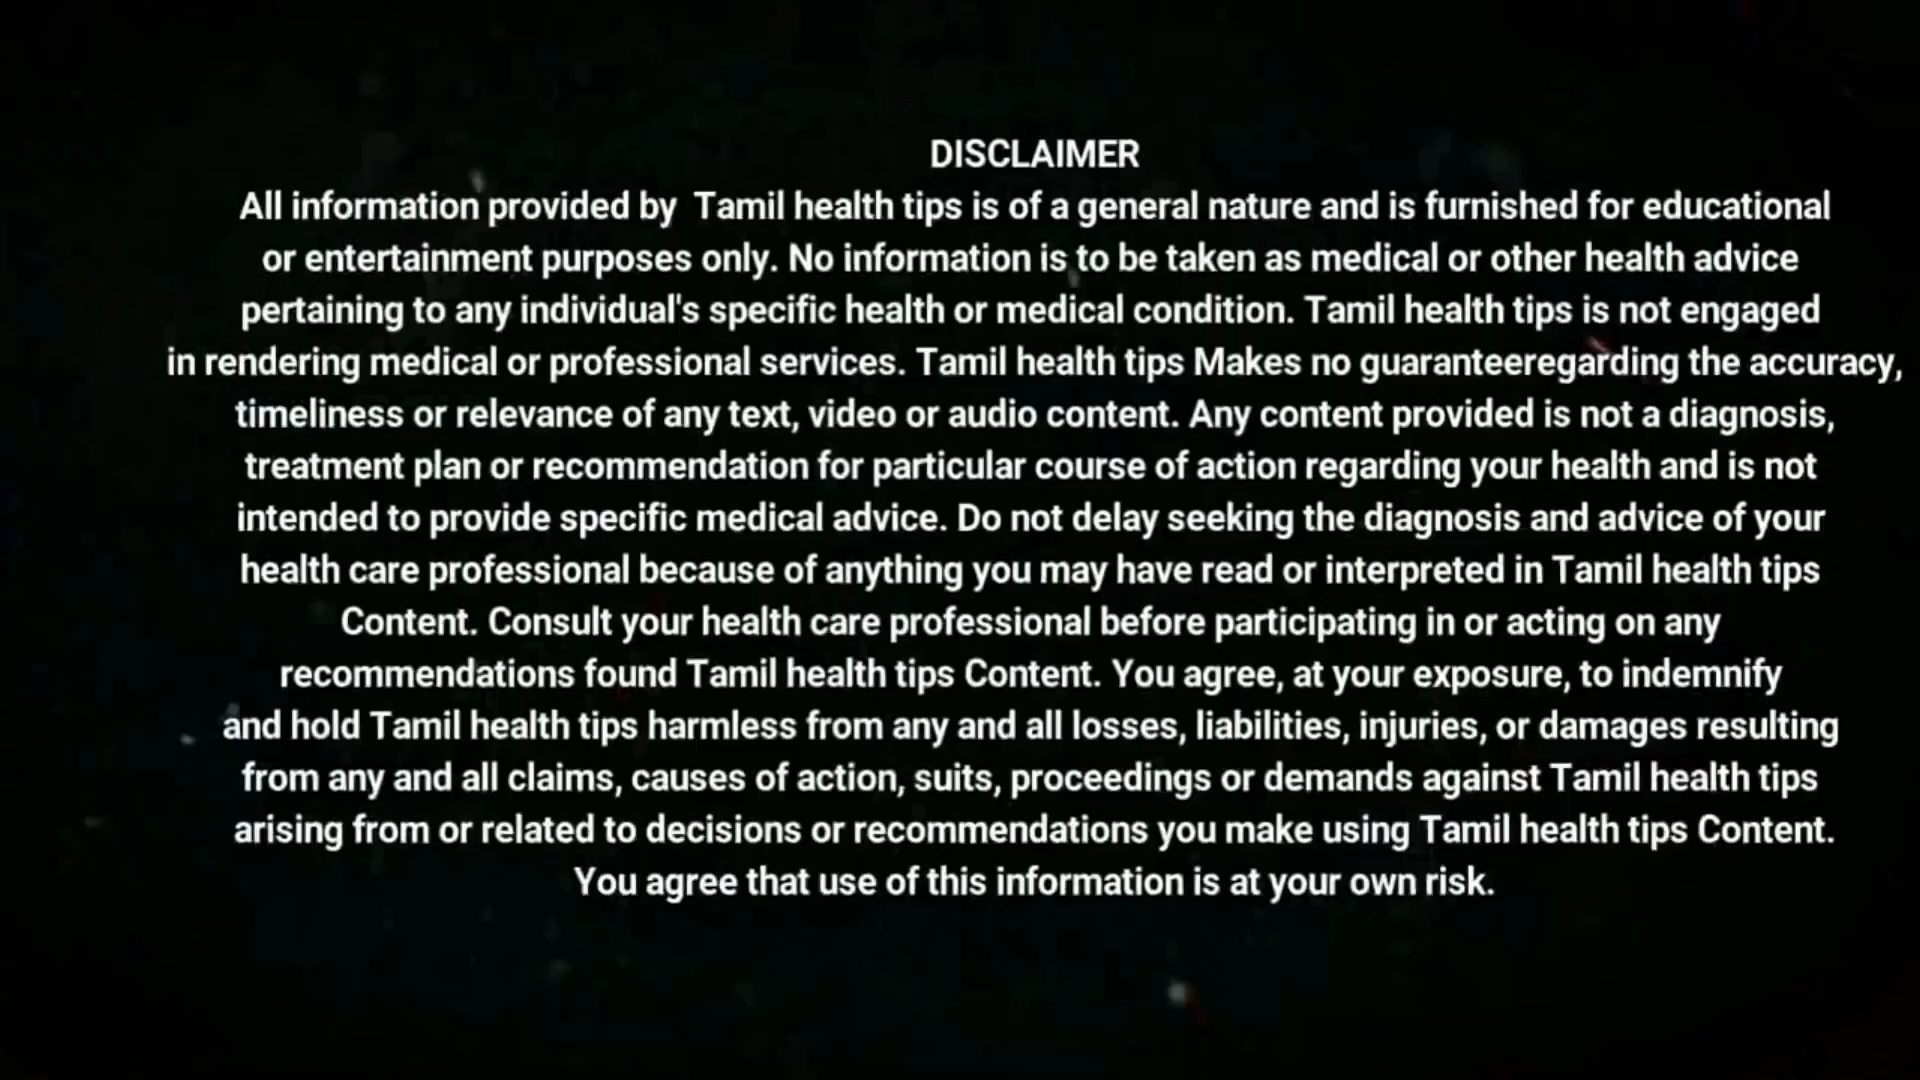 DISCLAIMER
All information provided by  Tamil health tips is of a general nature and is furnished for educational
or entertainment purposes only. No information is to be taken as medical or other health advice
pertaining to any individual's specific health or medical condition. Tamil health tips is not engaged
in rendering medical or professional services. Tamil health tips Makes no guaranteeregarding the accuracy,
timeliness or relevance of any text, video or audio content. Any content provided is not a diagnosis,
treatment plan or recommendation for particular course of action regarding your health and is not
intended to provide specific medical advice. Do not delay seeking the diagnosis and advice of your
health care professional because of anything you may have read or interpreted in Tamil health tips
Content. Consult your health care professional before participating in or acting on any
recommendations found Tamil health tips Content. You agree, at your exposure, to indemnify
and hold Tamil health tips harmless from any and all losses, liabilities, injuries, or damages resulting
from any and all claims, causes of action, suits, proceedings or demands against Tamil health tips
arising from or related to decisions or recommendations you make using Tamil health tips Content.
You agree that use of this information is at your own risk.